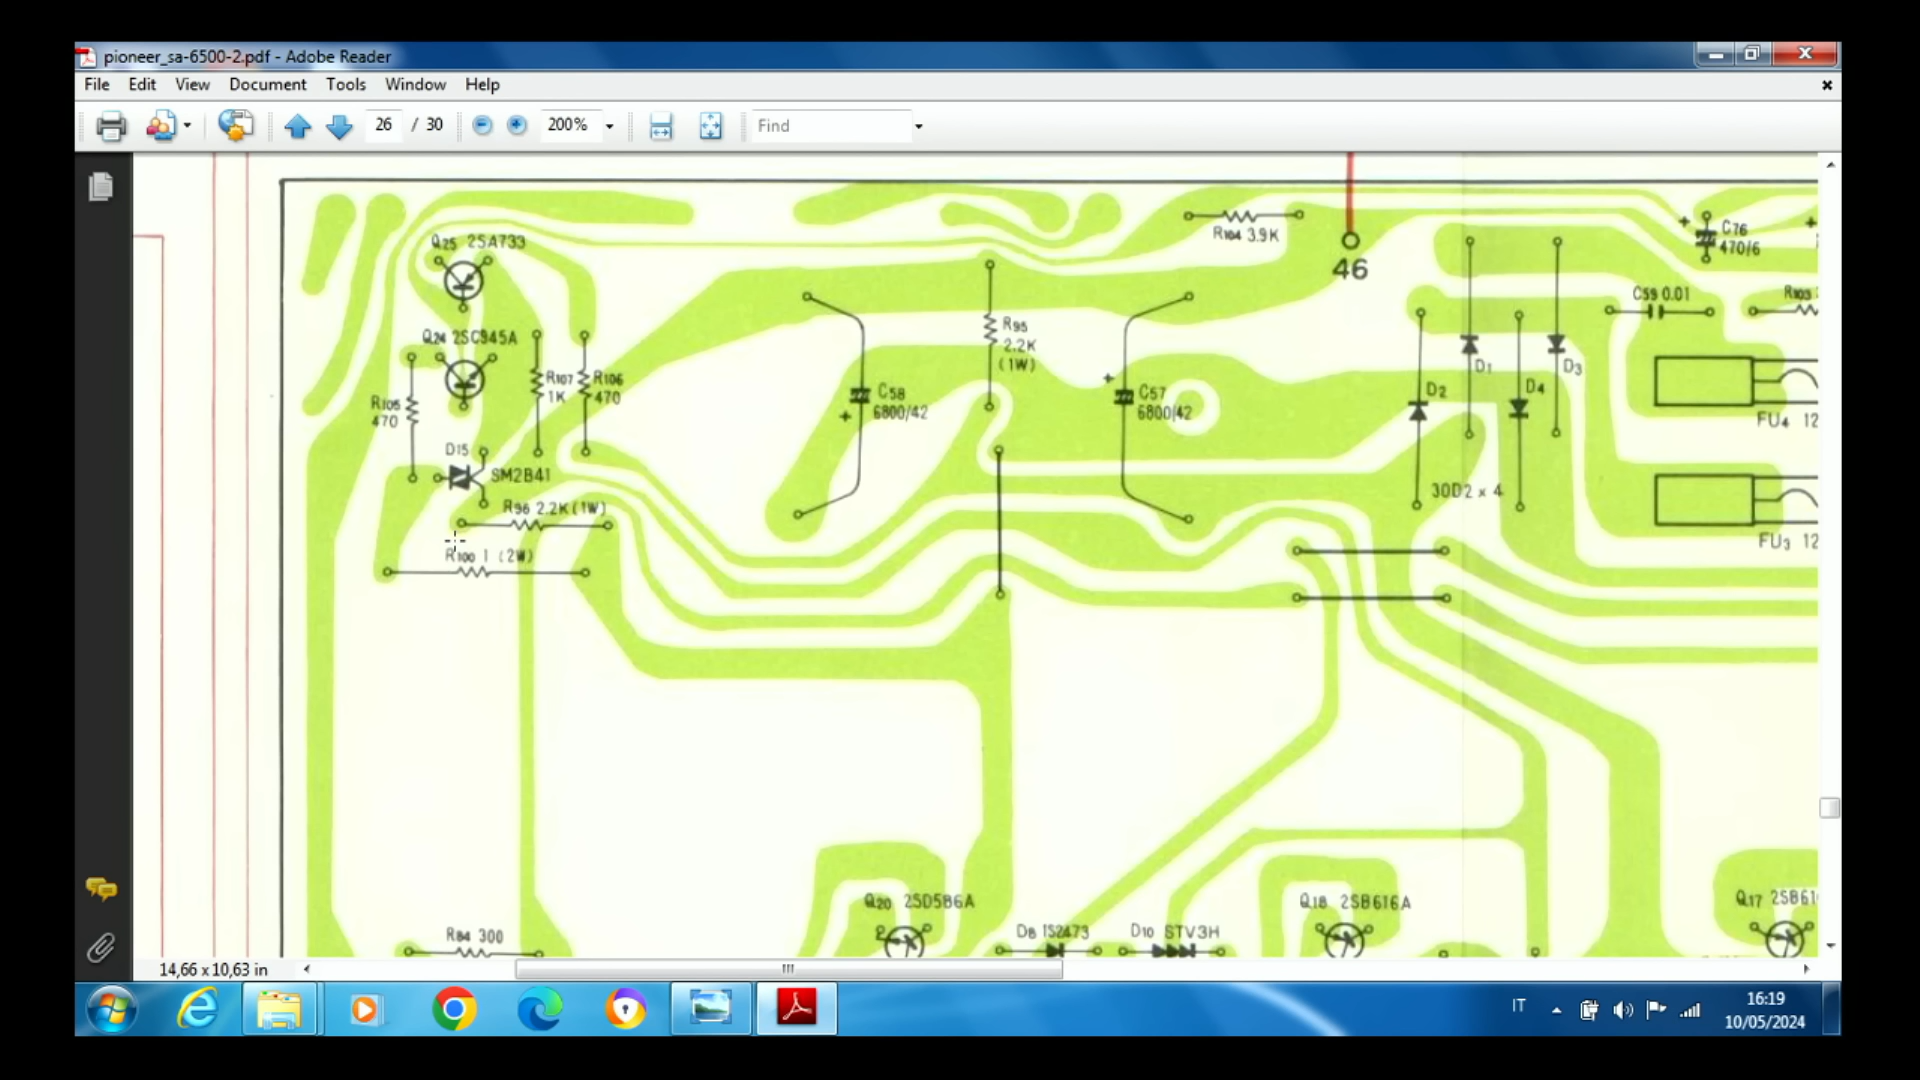 pioneer_sa-6500-2.pdf - Adobe Reader
File Edit View Document Tools Window Help
26 / 30 200% Find
R104 3.9K
46
C76
470/6
Q25 2SA733
C59 0.01
R103
Q24 2SC945A
R95
2.2K
(1W)
D1
D3
FU4 12
R107
1K
R106
470
R105
470
C58
6800/42
C57
6800/42
D2
D4
D15
SM2B41
30D2 x 4
R96 2.2K(1W)
FU3 12
R100 1 (2W)
Q20 2SD586A
Q18 2SB616A
Q17 2SB61
R84 300
D8 1S2473
D10 STV3H
14,66 x 10,63 in
IT
16:19
10/05/2024